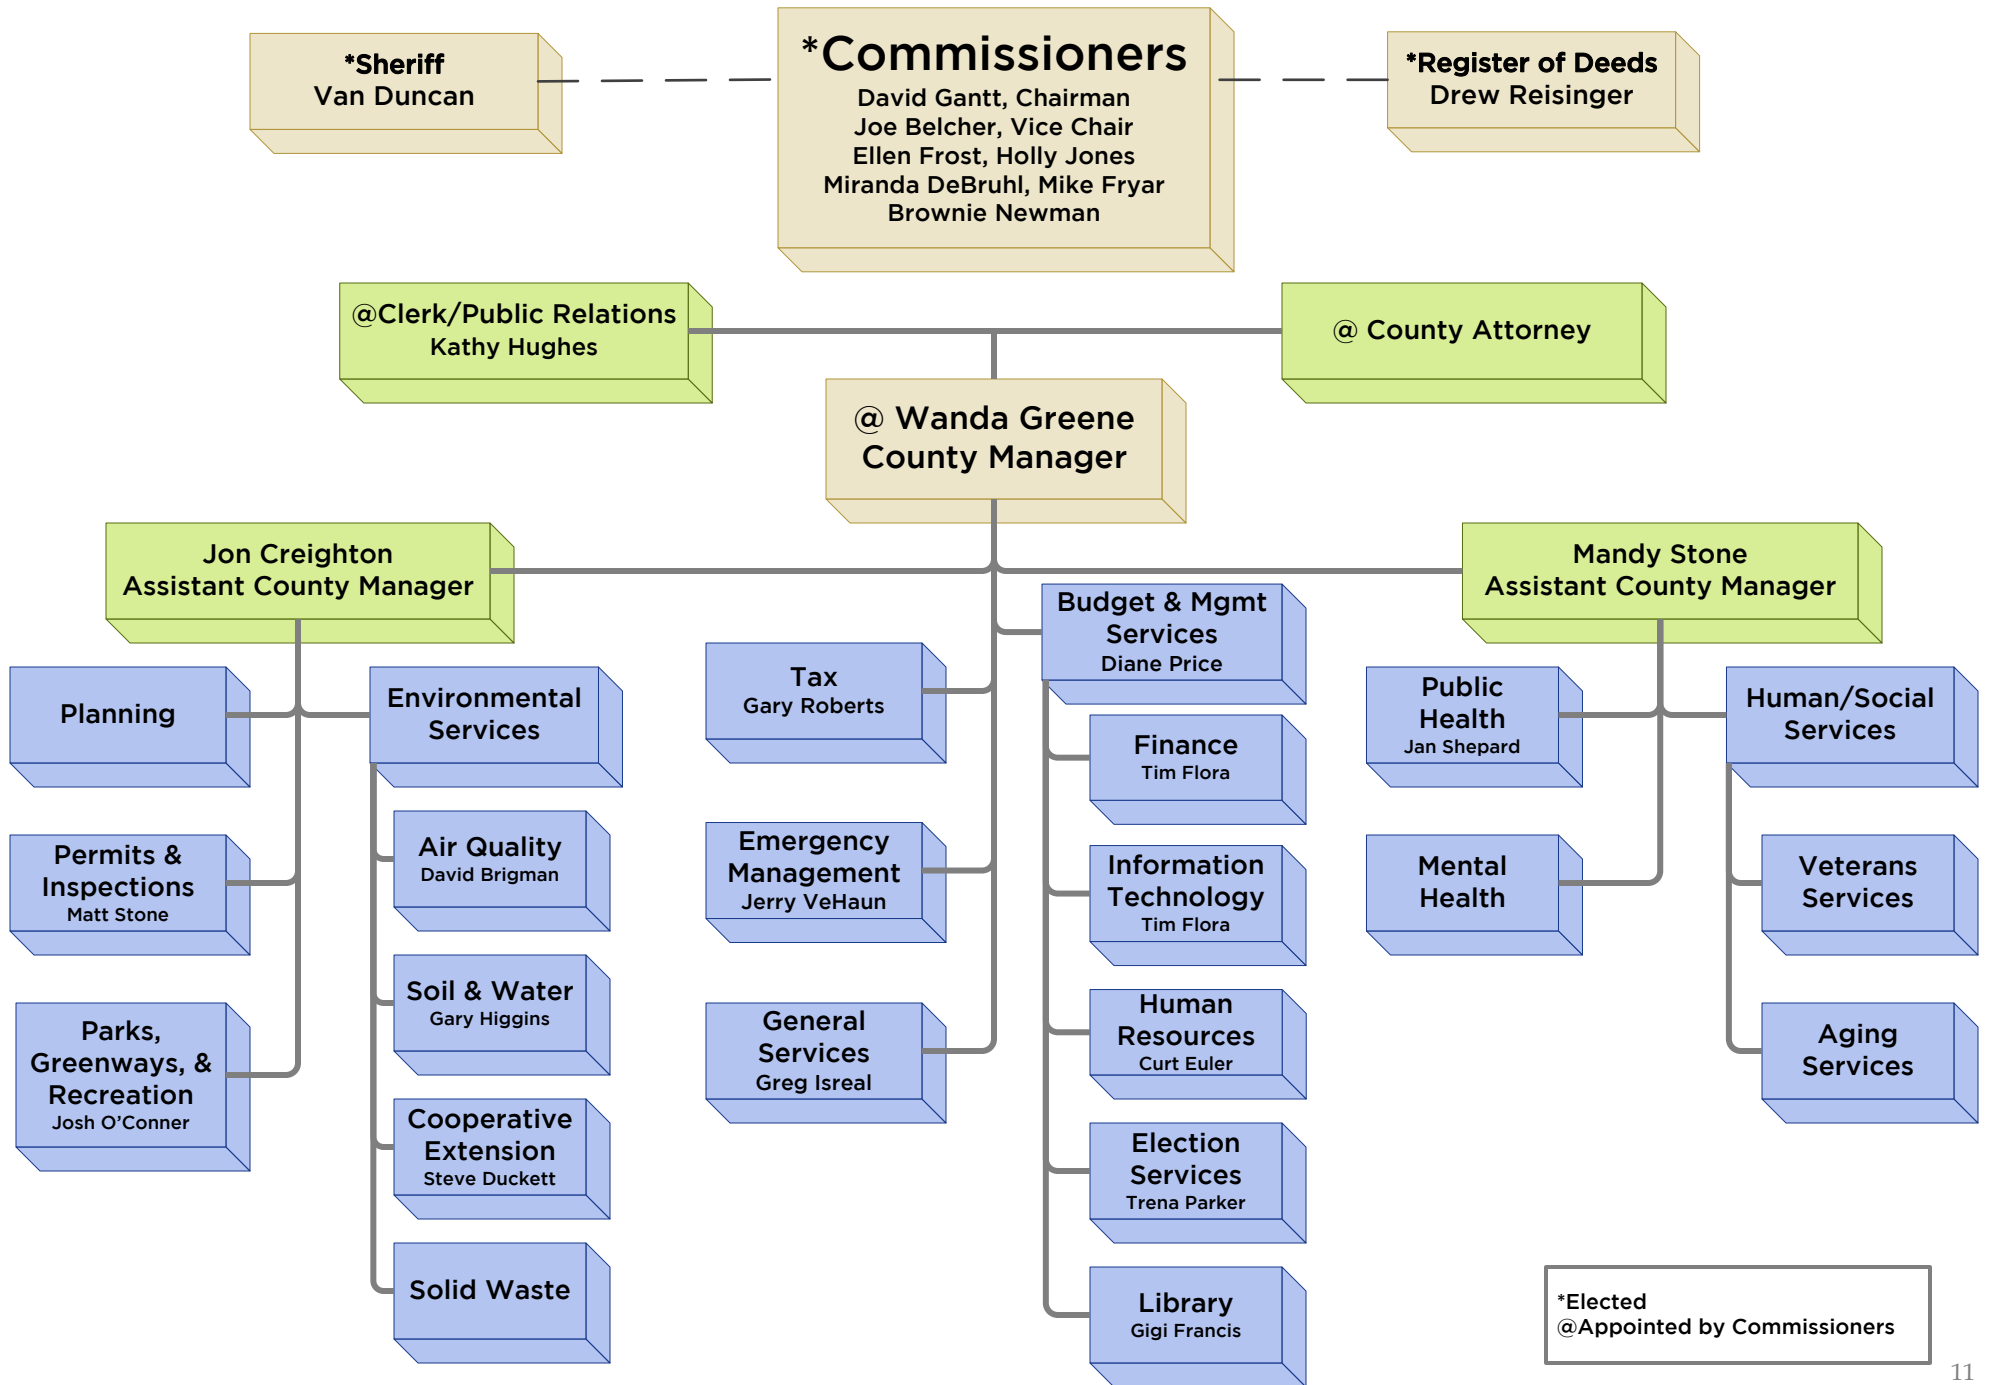 *Sheriff
Van Duncan
*Commissioners
David Gantt, Chairman
Joe Belcher, Vice Chair
Ellen Frost, Holly Jones
Miranda DeBruhl, Mike Fryar
Brownie Newman
*Register of Deeds
Drew Reisinger
@Clerk/Public Relations
Kathy Hughes
@ County Attorney
@ Wanda Greene
County Manager
Jon Creighton
Assistant County Manager
Mandy Stone
Assistant County Manager
Planning
Permits &
Inspections
Matt Stone
Parks,
Greenways, &
Recreation
Josh O’Conner
Environmental
Services
Air Quality
David Brigman
Soil & Water
Gary Higgins
Cooperative
Extension
Steve Duckett
Solid Waste
Tax
Gary Roberts
Emergency
Management
Jerry VeHaun
General
Services
Greg Isreal
Budget & Mgmt
Services
Diane Price
Finance
Tim Flora
Information
Technology
Tim Flora
Human
Resources
Curt Euler
Election
Services
Trena Parker
Library
Gigi Francis
Public
Health
Jan Shepard
Mental
Health
Human/Social
Services
Veterans
Services
Aging
Services
*Elected
@Appointed by Commissioners
11